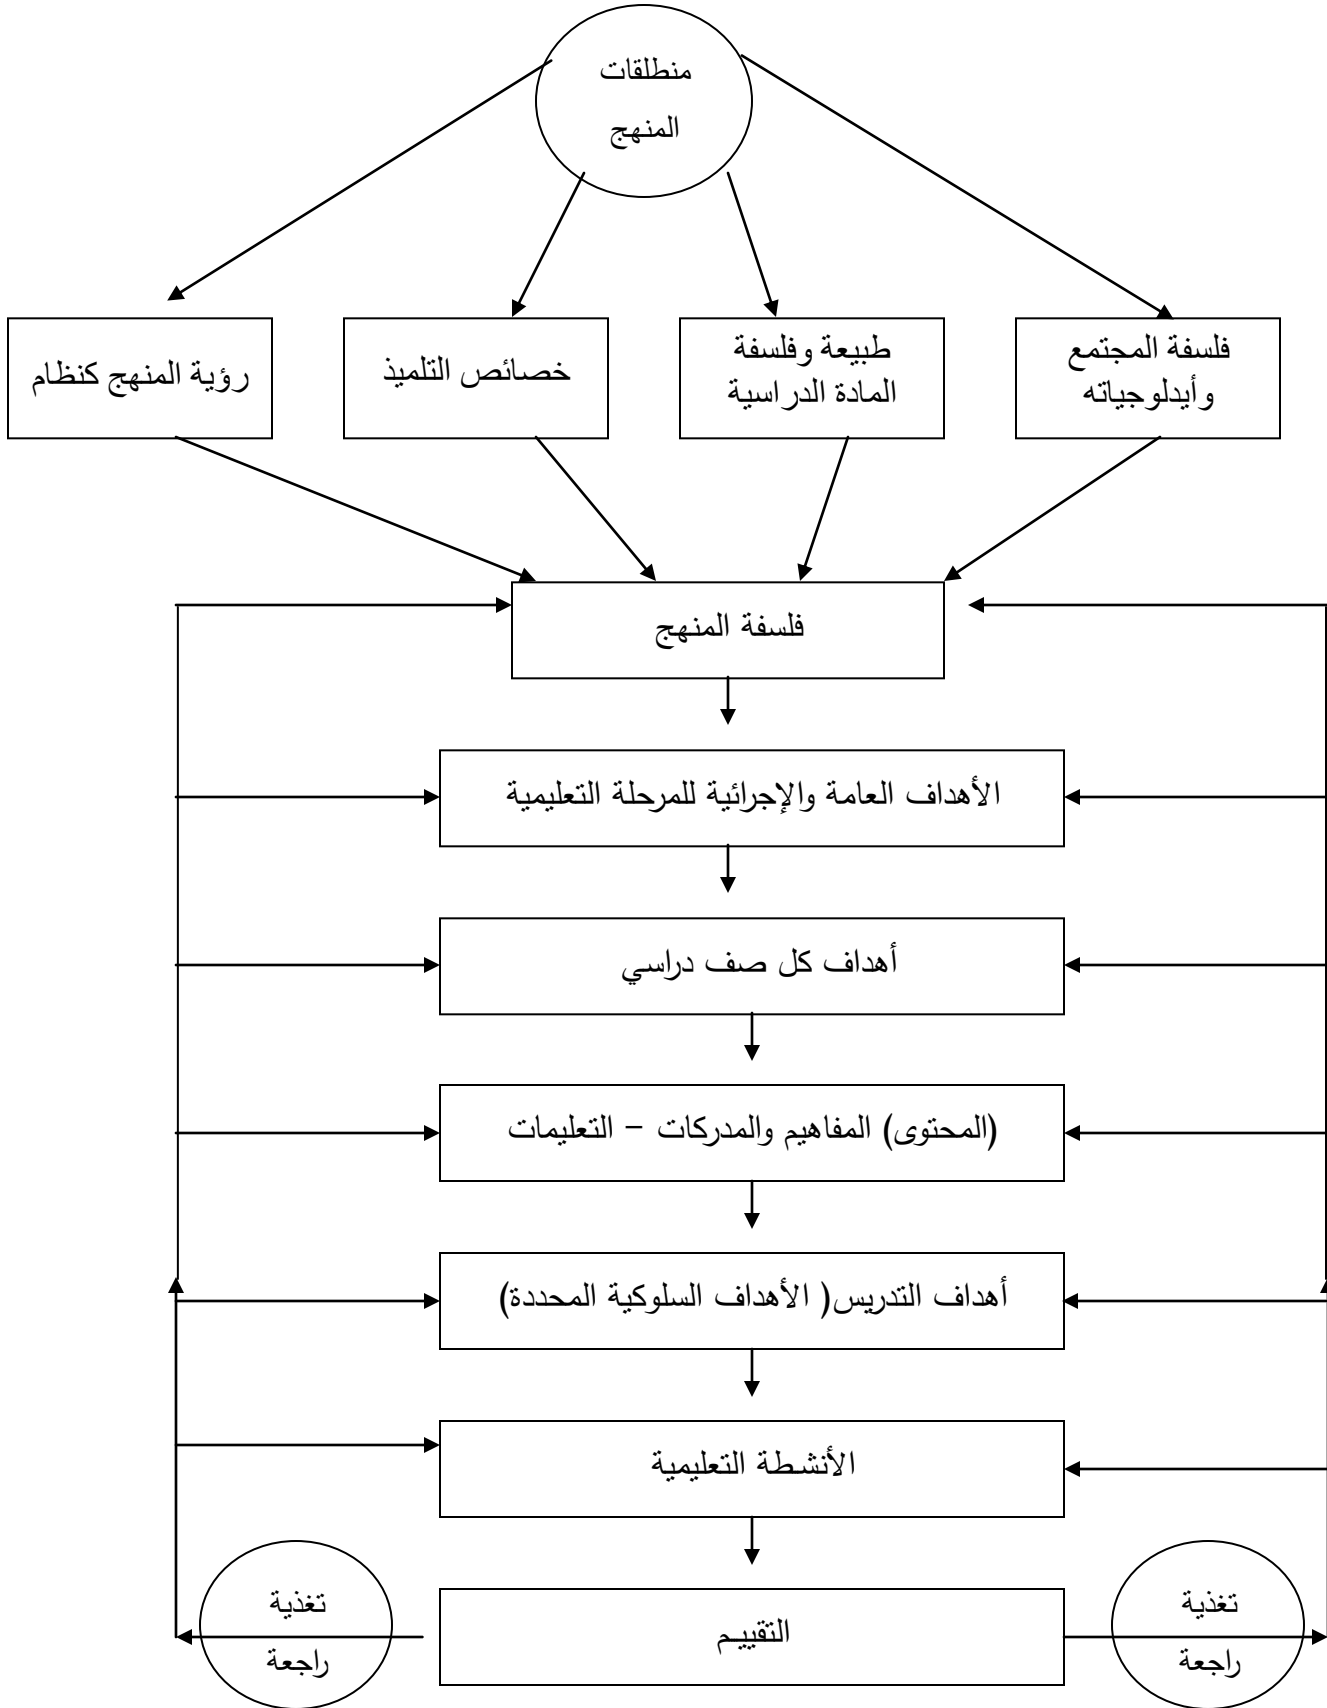 منطلقات
المنهج
فلسفة المجتمع
وأيدلوجياته
طبيعة وفلسفة
المادة الدراسية
خصائص التلميذ
رؤية المنهج كنظام
فلسفة المنهج
الأهداف العامة والإجرائية للمرحلة التعليمية
أهداف كل صف دراسي
(المحتوى) المفاهيم والمدركات – التعليمات
أهداف التدريس( الأهداف السلوكية المحددة)
الأنشطة التعليمية
تغذية
راجعة
التقييـم
تغذية
راجعة